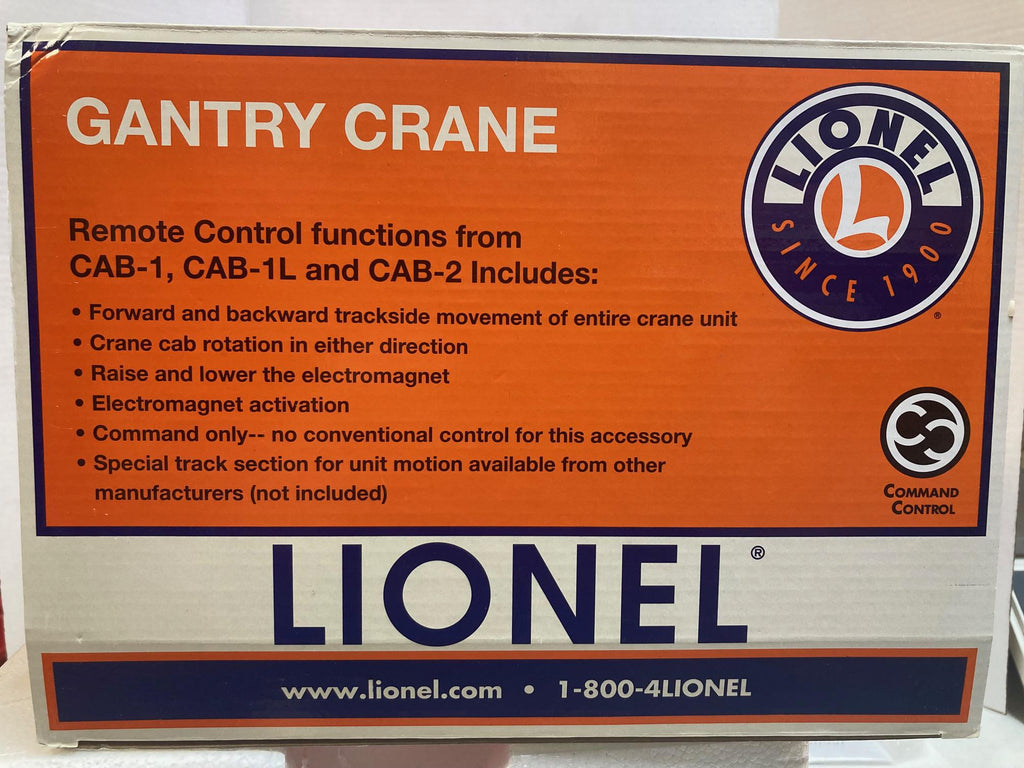 GANTRY CRANE
LIONEL
L
SINCE 1900
®
Remote Control functions from
CAB-1, CAB-1L and CAB-2 Includes:
• Forward and backward trackside movement of entire crane unit
• Crane cab rotation in either direction
• Raise and lower the electromagnet
• Electromagnet activation
• Command only-- no conventional control for this accessory
• Special track section for unit motion available from other
manufacturers (not included)
COMMAND
CONTROL
LIONEL®
www.lionel.com • 1-800-4LIONEL